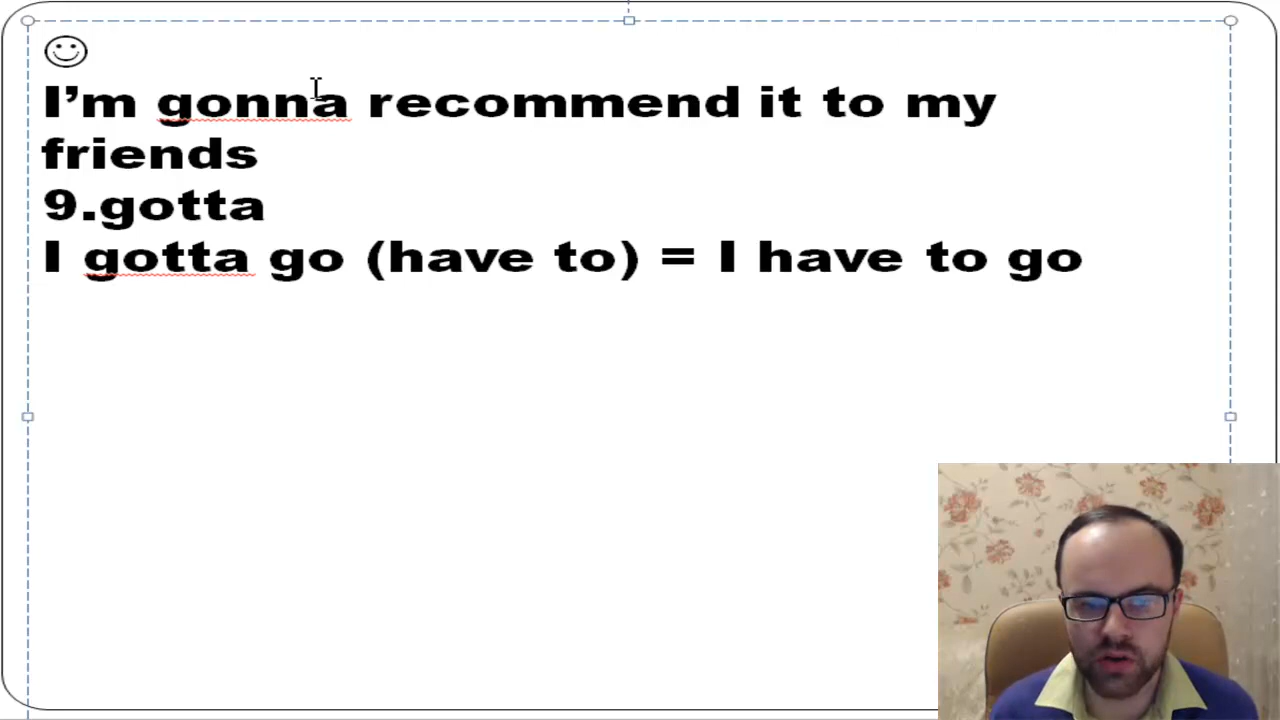 I’m gonna recommend it to my
friends
9.gotta
I gotta go (have to) = I have to go